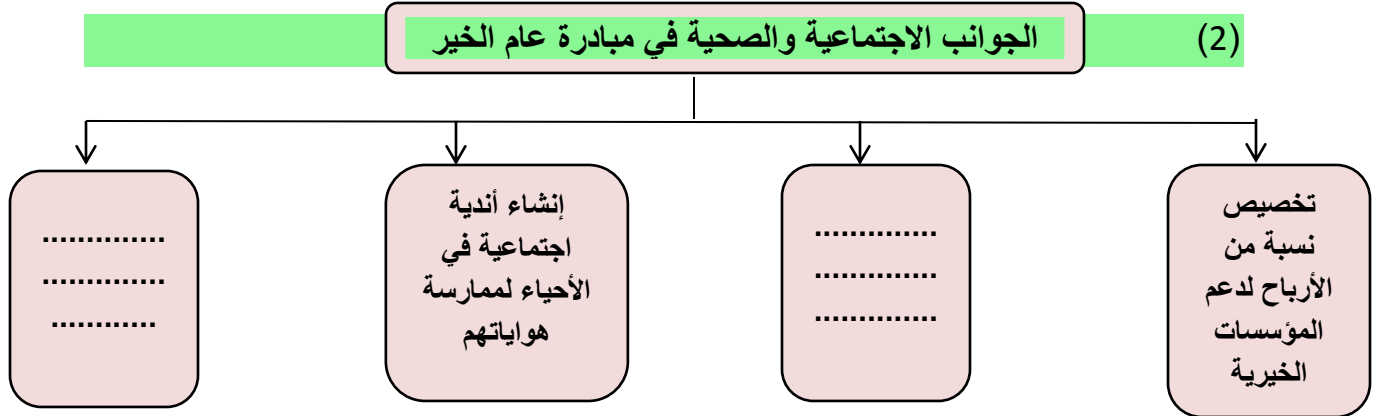 (2) الجوانب الاجتماعية والصحية في مبادرة عام الخير
تخصيص
نسبة من
الأرباح لدعم
المؤسسات
الخيرية
..............
..............
..............
إنشاء أندية
اجتماعية في
الأحياء لممارسة
هواياتهم
..............
..............
............